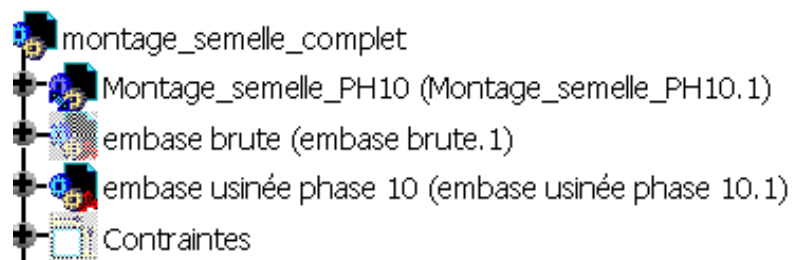 montage_semelle_complet
Montage_semelle_PH10 (Montage_semelle_PH10.1)
embase brute (embase brute.1)
embase usinée phase 10 (embase usinée phase 10.1)
Contraintes